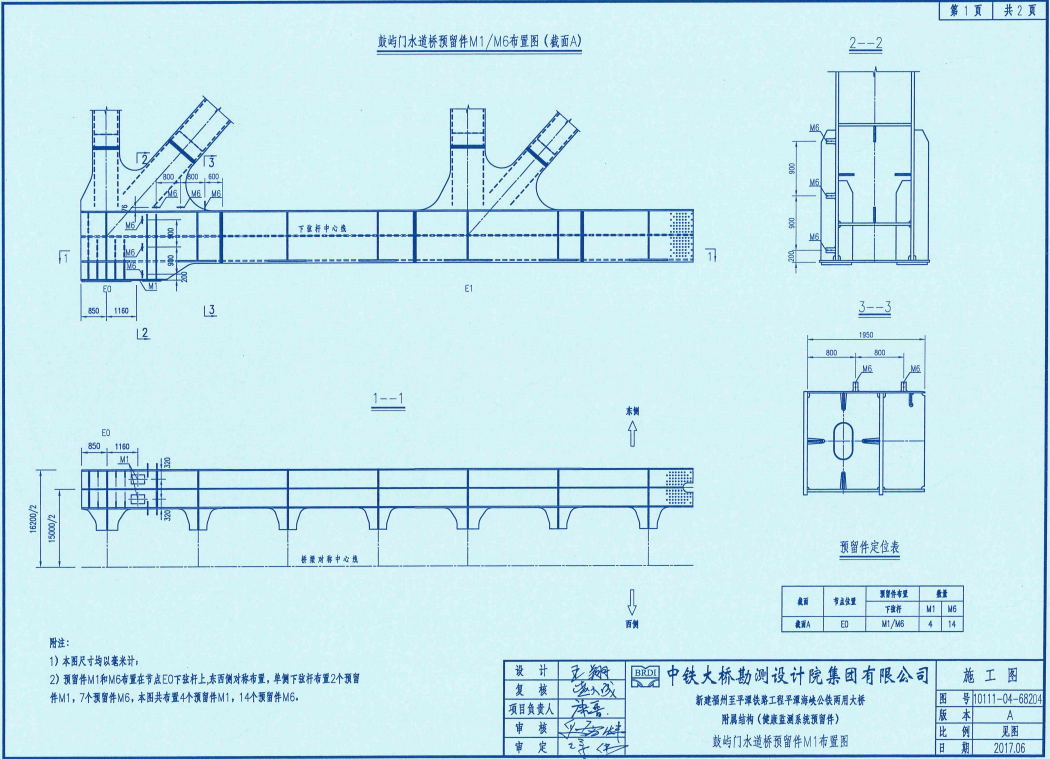 第 1 页 共 2 页
鼓屿门水道桥预留件M1/M6布置图(截面A)
2--2
2
3
800 800 600
M6 M6 M6
76
M6
900
下弦杆中心线
M6
900
M6
200
M1
1
1
E0
E1
850 1160
3
2
M6
900
M6
900
M6
200
3--3
1950
800 800
M6 M6
1--1
东侧
E0
850 1160
M1
320
320
16200/2
15000/2
桥梁对称中心线
西侧
预留件定位表
截面 节点位置 预留件布置 数量
下弦杆 M1 M6
截面A E0 M1/M6 4 14
附注:
1)本图尺寸均以毫米计;
2)预留件M1和M6布置在节点E0下弦杆上,东西侧对称布置,单侧下弦杆布置2个预留
件M1,7个预留件M6,本图共布置4个预留件M1,14个预留件M6。
设 计
复 核
项目负责人
审 核
审 定
BRDI
中铁大桥勘测设计院集团有限公司
新建福州至平潭铁路工程平潭海峡公铁两用大桥
附属结构(健康监测系统预留件)
鼓屿门水道桥预留件M1布置图
施 工 图
图 号 10111-04-68204
版 本 A
比 例 见图
日 期 2017.06